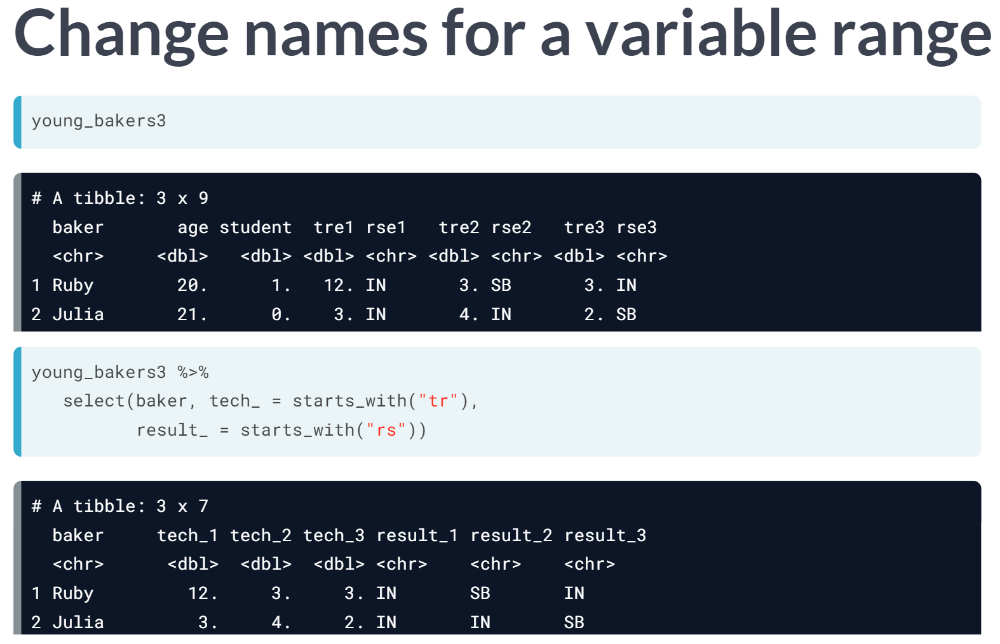 Change names for a variable range
young_bakers3
# A tibble: 3 x 9
  baker       age student  tre1 rse1   tre2 rse2   tre3 rse3
  <chr>     <dbl>   <dbl> <dbl> <chr> <dbl> <chr> <dbl> <chr>
1 Ruby        20.      1.   12. IN       3. SB       3. IN
2 Julia       21.      0.    3. IN       4. IN       2. SB
young_bakers3 %>%
   select(baker, tech_ = starts_with("tr"),
          result_ = starts_with("rs"))
# A tibble: 3 x 7
  baker     tech_1 tech_2 tech_3 result_1 result_2 result_3
  <chr>      <dbl>  <dbl>  <dbl> <chr>    <chr>    <chr>
1 Ruby         12.     3.     3. IN       SB       IN
2 Julia         3.     4.     2. IN       IN       SB